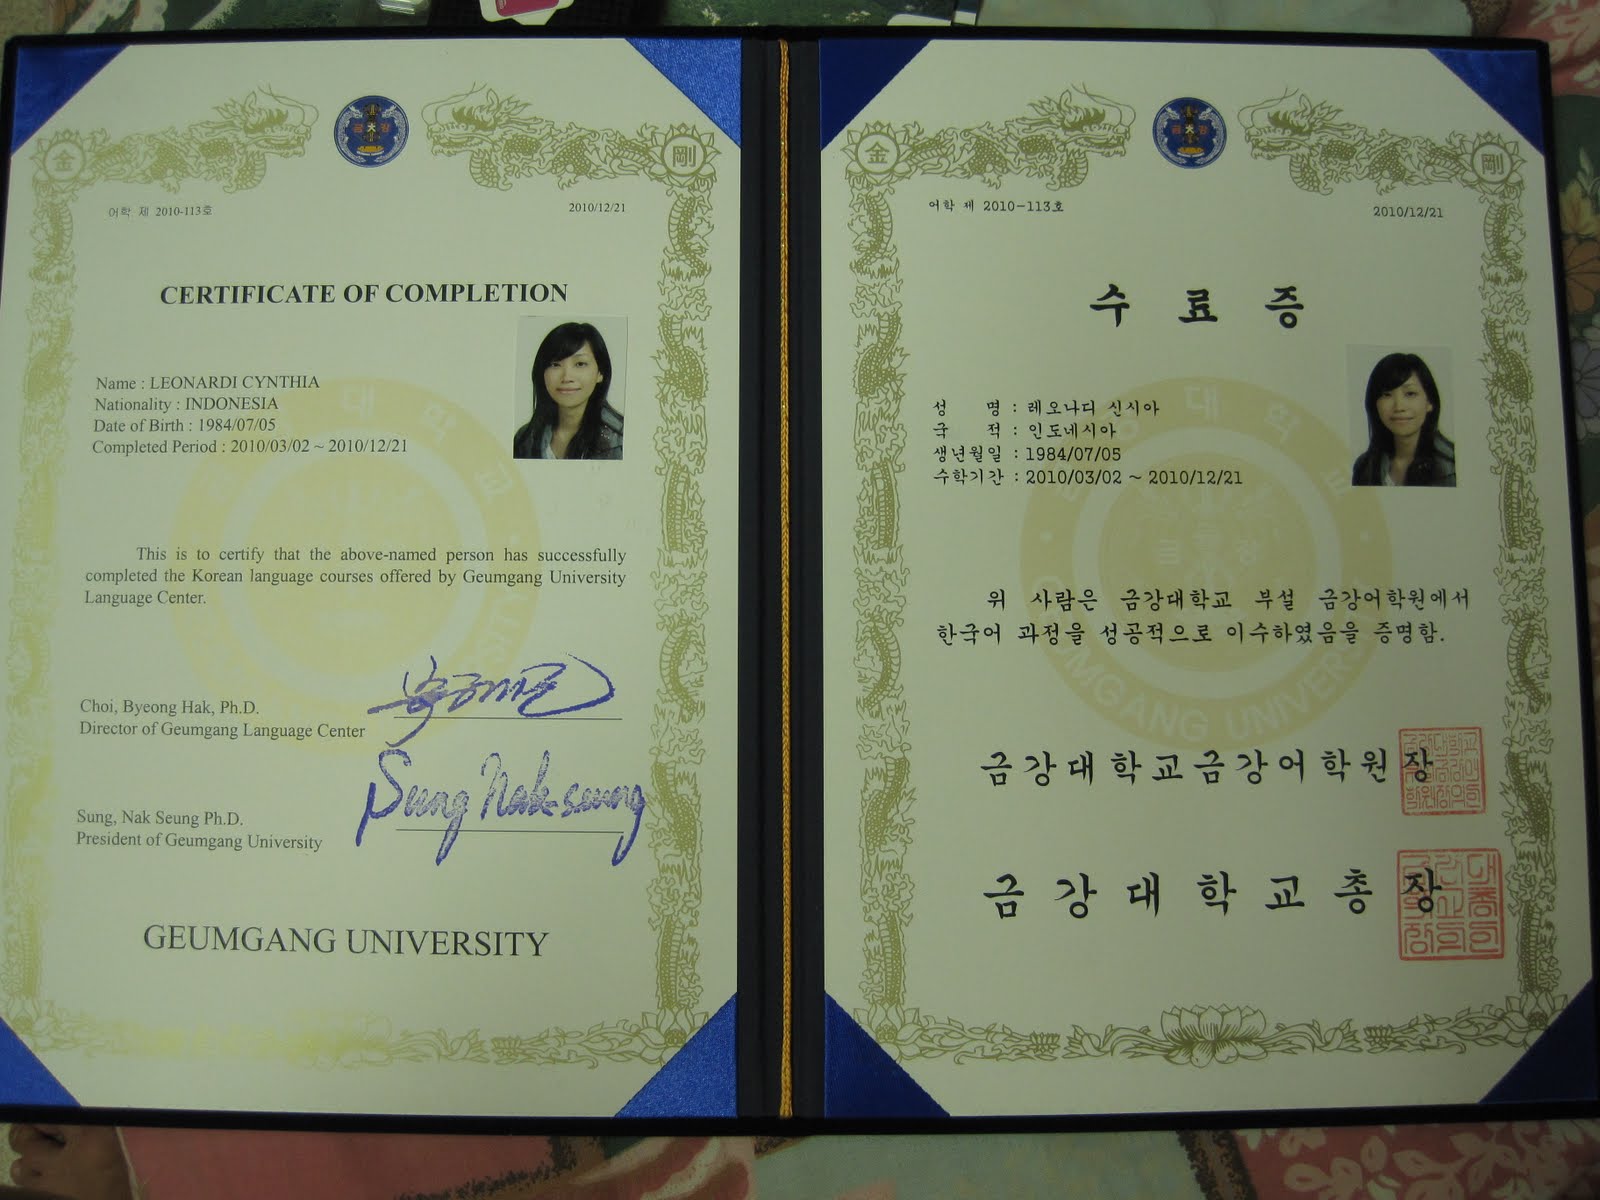 金
剛
어학 제 2010-113호
2010/12/21
CERTIFICATE OF COMPLETION
Name : LEONARDI CYNTHIA
Nationality : INDONESIA
Date of Birth : 1984/07/05
Completed Period : 2010/03/02 ~ 2010/12/21
This is to certify that the above-named person has successfully
completed the Korean language courses offered by Geumgang University
Language Center.
Choi, Byeong Hak, Ph.D.
Director of Geumgang Language Center
Sung Nak-seung
Sung, Nak Seung Ph.D.
President of Geumgang University
GEUMGANG UNIVERSITY
金
剛
어학 제 2010-113호
2010/12/21
수 료 증
성 명 : 레오나디 신시아
국 적 : 인도네시아
생년월일 : 1984/07/05
수학기간 : 2010/03/02 ~ 2010/12/21
위 사람은 금강대학교 부설 금강어학원에서
한국어 과정을 성공적으로 이수하였음을 증명함.
금강대학교금강어학원장
금강대학교총장